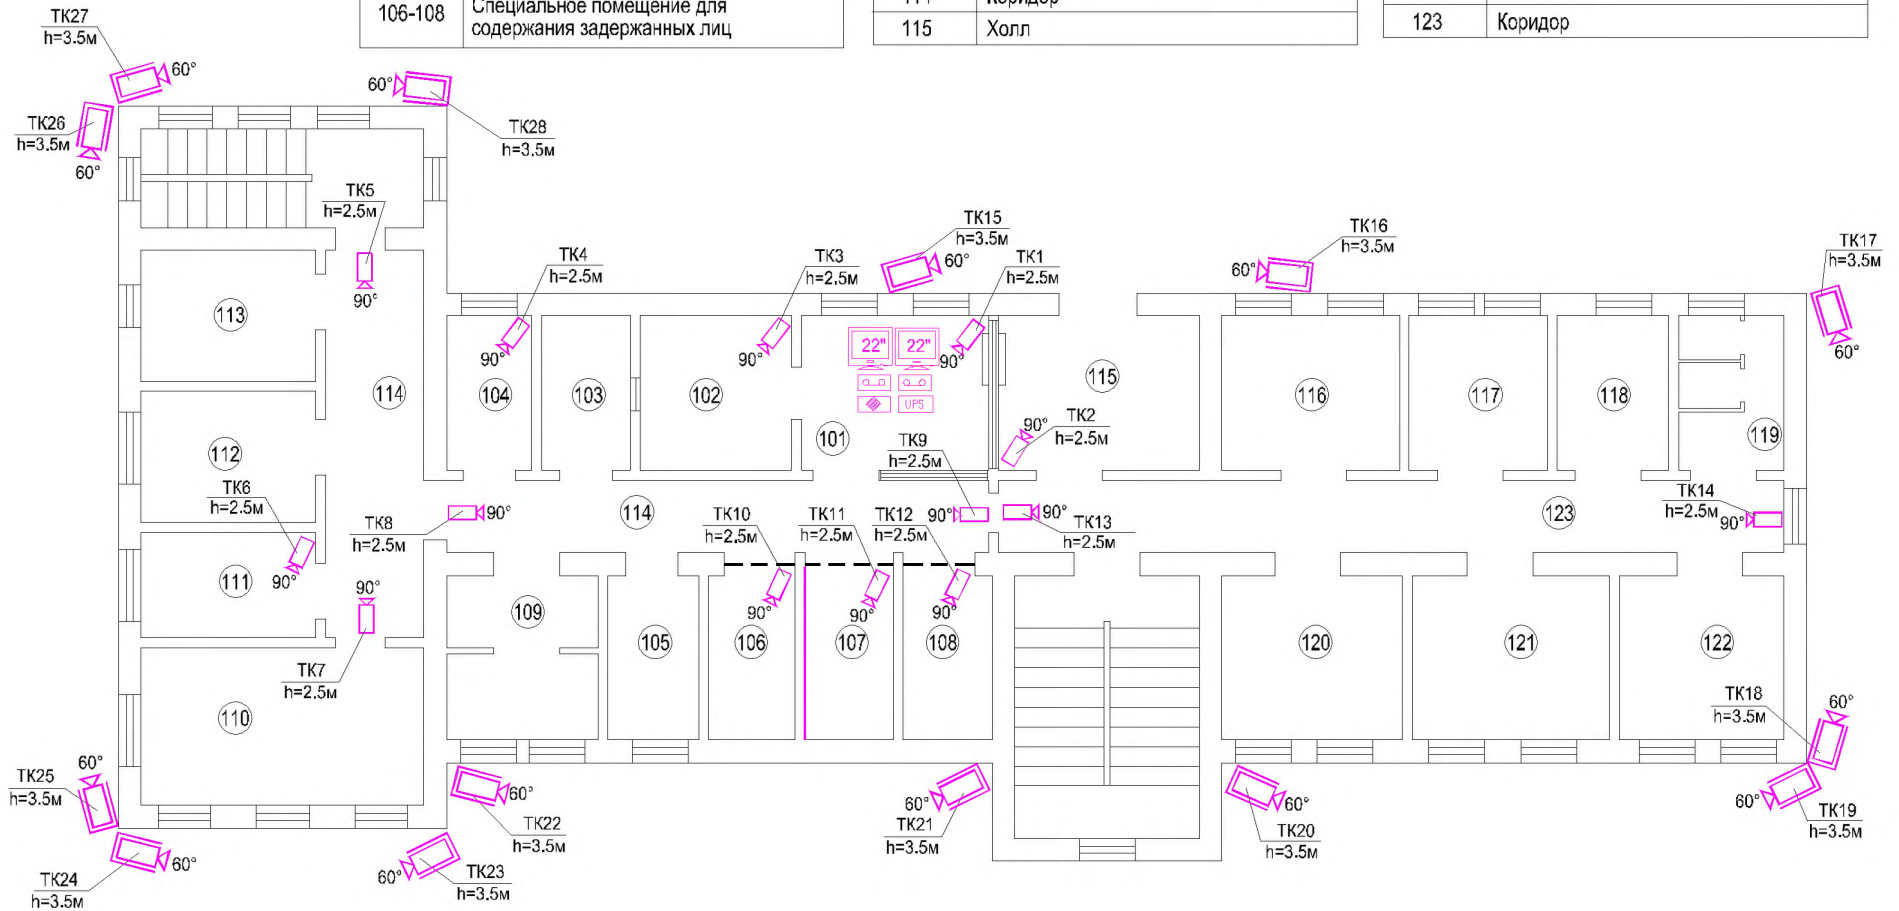 106-108
Специальное помещение для
содержания задержанных лиц
114
Коридор
115
Холл
123
Коридор
ТК27
h=3.5м
60°
60°
ТК26
h=3.5м
60°
ТК28
h=3.5м
ТК5
h=2.5м
90°
ТК4
h=2.5м
90°
ТК3
h=2.5м
90°
ТК15
h=3.5м
60°
ТК1
h=2.5м
90°
ТК16
h=3.5м
60°
ТК17
h=3.5м
60°
22"
22"
UPS
113
114
104
103
102
101
115
116
117
118
119
112
ТК9
h=2.5м
90°
ТК2
h=2.5м
90°
ТК6
h=2.5м
90°
ТК8
h=2.5м
90°
114
ТК10
h=2.5м
90°
ТК11
h=2.5м
90°
ТК12
h=2.5м
90°
90°
ТК13
h=2.5м
123
ТК14
h=2.5м
90°
111
90°
ТК7
h=2.5м
109
105
106
107
108
120
121
122
110
ТК18
h=3.5м
60°
ТК25
h=3.5м
60°
60°
ТК22
h=3.5м
60°
ТК21
h=3.5м
60°
ТК20
h=3.5м
60°
ТК19
h=3.5м
ТК24
h=3.5м
60°
60°
ТК23
h=3.5м